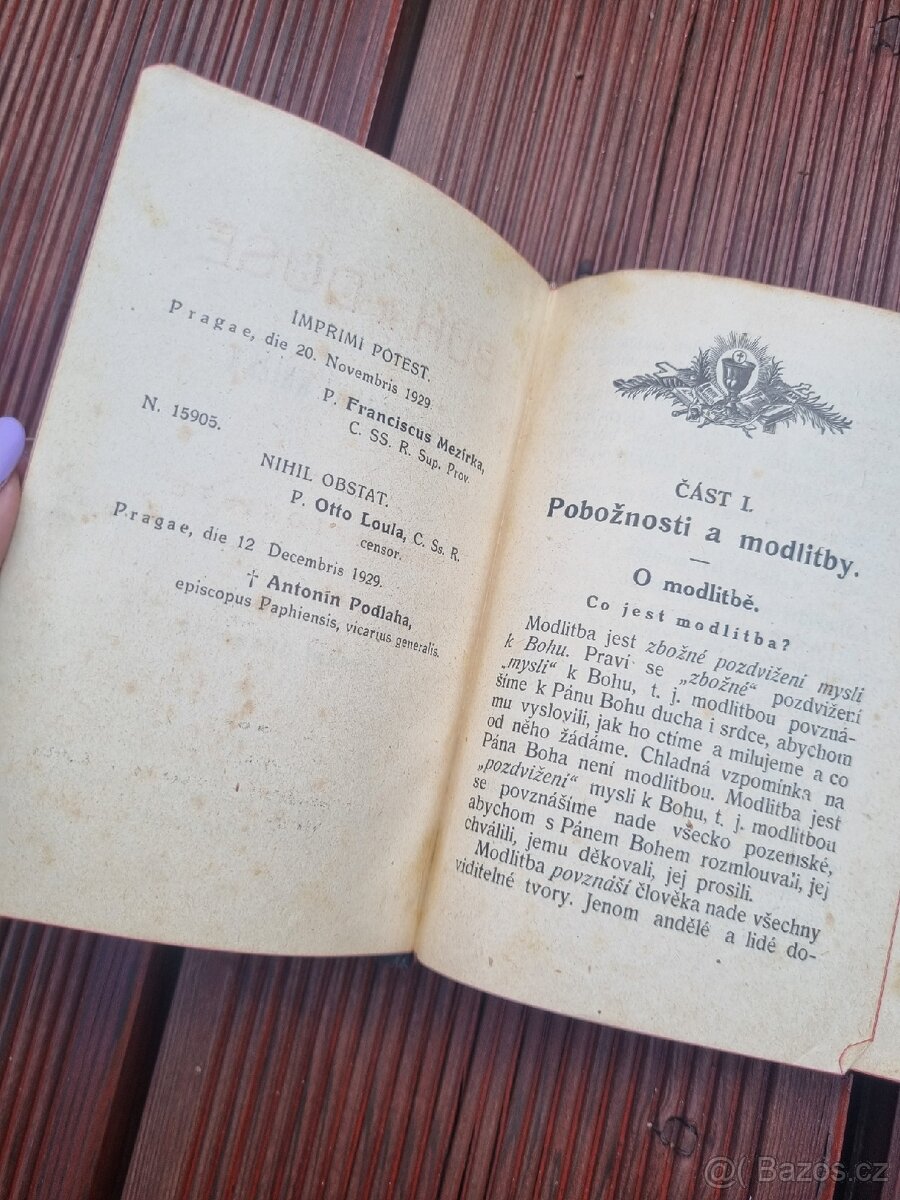 IMPRIMI POTEST.
Pragae, die 20. Novembris 1929.
P. Franciscus Mezírka,
C. SS. R. Sup. Prov.
N. 15905.
NIHIL OBSTAT.
P. Otto Loula, C. Ss. R.
censor.
Pragae, die 12 Decembris 1929.
† Antonín Podlaha,
episcopus Paphiensis, vicarius generalis.
ČÁST I.
Pobožnosti a modlitby.
O modlitbě.
Co jest modlitba?
Modlitba jest zbožné pozdvižení mysli
k Bohu. Praví se „zbožné“ pozdvižení
„mysli“ k Bohu, t. j. modlitbou povzná-
šíme k Pánu Bohu ducha i srdce, abychom
mu vyslovili, jak ho ctíme a milujeme a co
od něho žádáme. Chladná vzpomínka na
Pána Boha není modlitbou. Modlitba jest
„pozdvižení“ mysli k Bohu, t. j. modlitbou
se povznášíme nade všecko pozemské,
abychom s Pánem Bohem rozmlouvali, jej
chválili, jemu děkovali, jej prosili.
Modlitba povznáší člověka nade všechny
viditelné tvory. Jenom andělé a lidé do-
@( Bazoš.cz